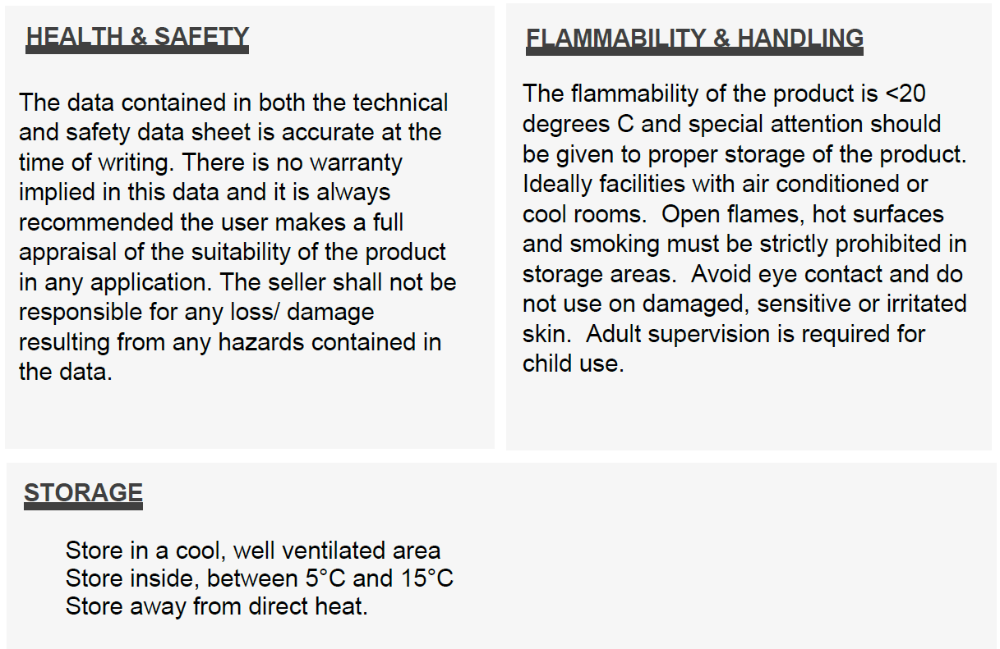 HEALTH & SAFETY
The data contained in both the technical
and safety data sheet is accurate at the
time of writing. There is no warranty
implied in this data and it is always
recommended the user makes a full
appraisal of the suitability of the product
in any application. The seller shall not be
responsible for any loss/ damage
resulting from any hazards contained in
the data.
FLAMMABILITY & HANDLING
The flammability of the product is <20
degrees C and special attention should
be given to proper storage of the product.
Ideally facilities with air conditioned or
cool rooms.  Open flames, hot surfaces
and smoking must be strictly prohibited in
storage areas.  Avoid eye contact and do
not use on damaged, sensitive or irritated
skin.  Adult supervision is required for
child use.
STORAGE
Store in a cool, well ventilated area
Store inside, between 5°C and 15°C
Store away from direct heat.